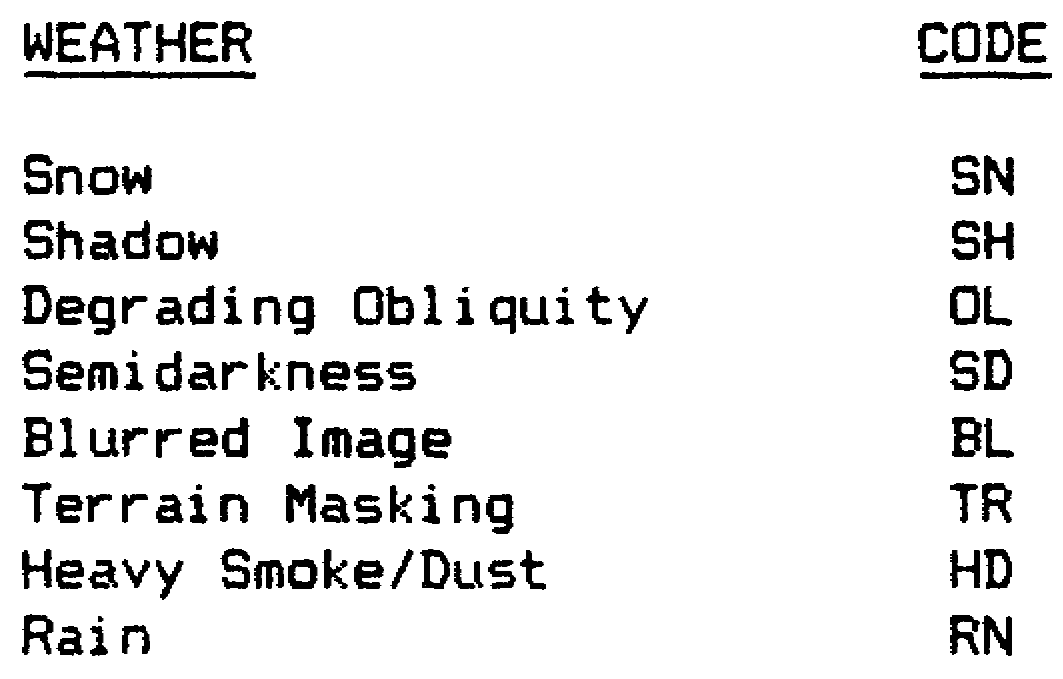 WEATHER CODE
Snow SN
Shadow SH
Degrading Obliquity OL
Semidarkness SD
Blurred Image BL
Terrain Masking TR
Heavy Smoke/Dust HD
Rain RN